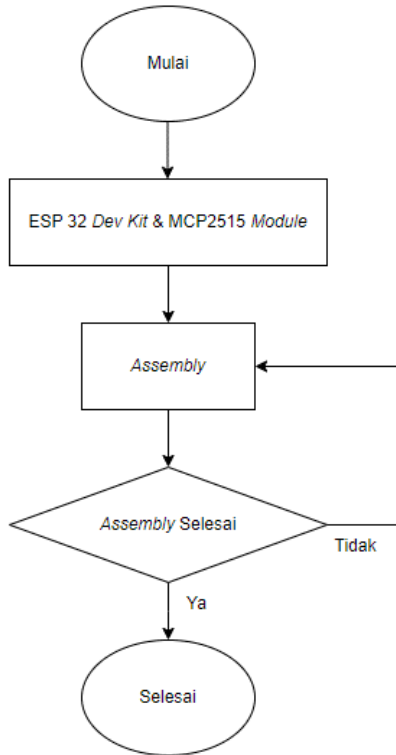 Mulai
ESP 32 Dev Kit & MCP2515 Module
Assembly
Assembly Selesai
Tidak
Ya
Selesai